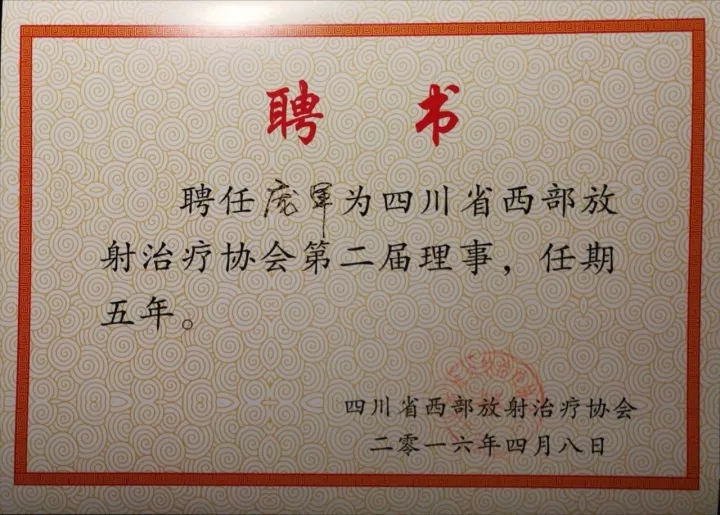 聘 书
聘任庞军为四川省西部放
射治疗协会第二届理事，任期
五年。
四川省西部放射治疗协会
二零一六年四月八日